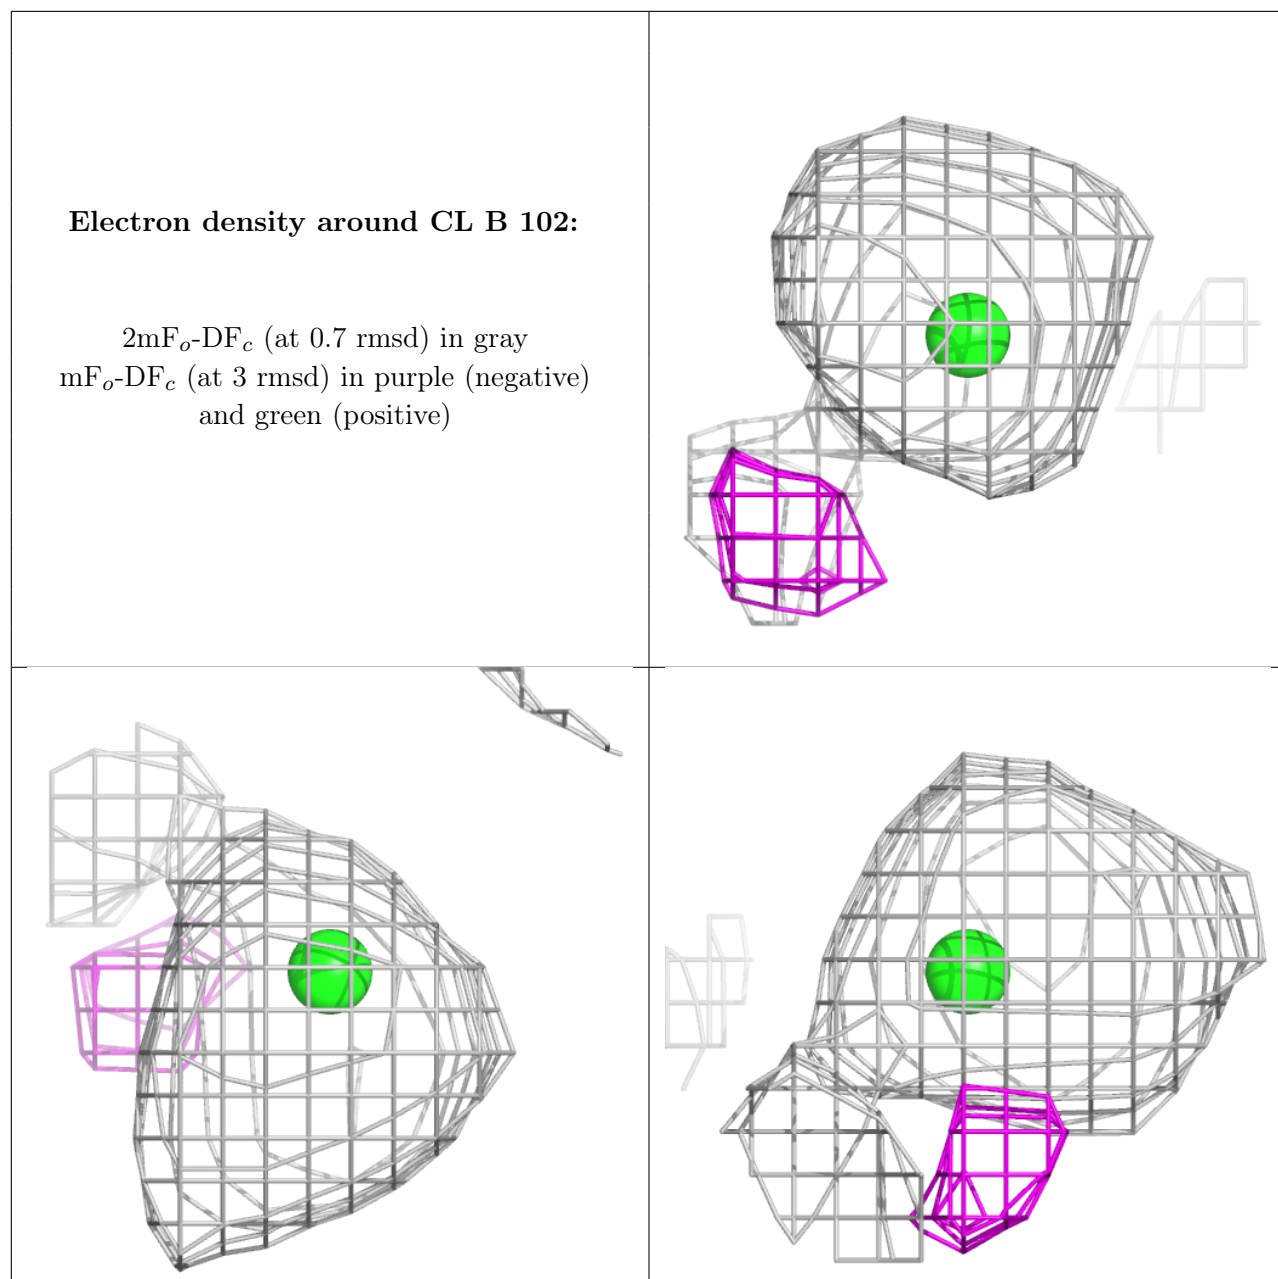 Electron density around CL B 102:
2mFo-DFc (at 0.7 rmsd) in gray
mFo-DFc (at 3 rmsd) in purple (negative)
and green (positive)